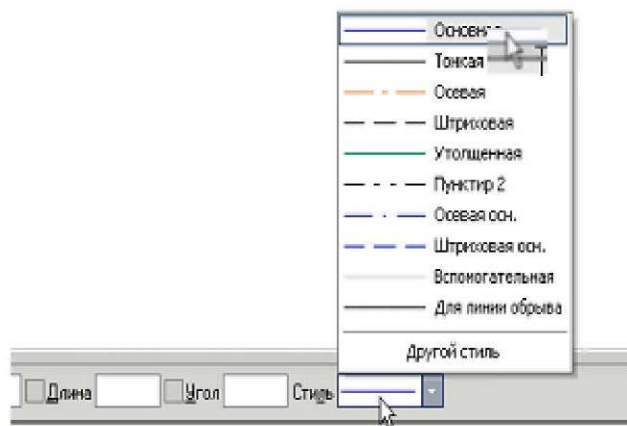 Основная
Тонкая
Осевая
Штриховая
Утолщенная
Пунктир 2
Осевая осн.
Штриховая осн.
Вспомогательная
Для линии обрыва
Другой стиль
Длина Угол Стиль